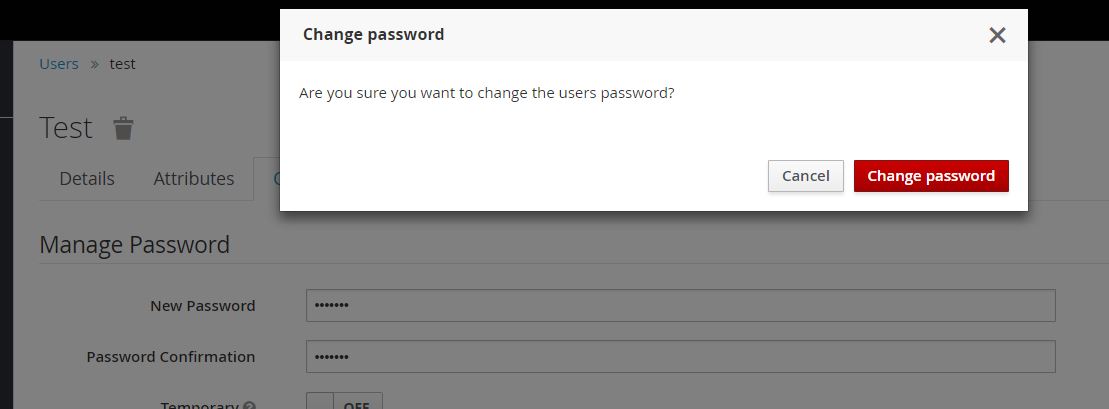 Change password
Users » test
Are you sure you want to change the users password?
Test
Cancel Change password
Details Attributes
Manage Password
New Password •••••••
Password Confirmation •••••••
Temporary OFF